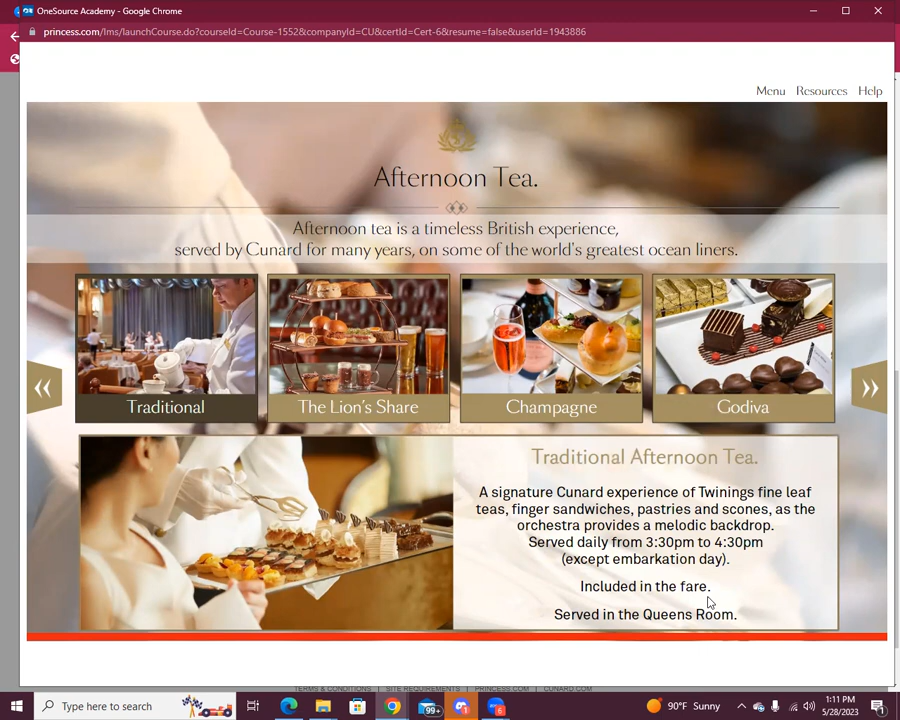 OneSource Academy - Google Chrome
princess.com/lms/launchCourse.do?courseId=Course-1552&companyId=CU&certId=Cert-6&resume=false&userId=1943886
Menu Resources Help
Afternoon Tea.
Afternoon tea is a timeless British experience,
served by Cunard for many years, on some of the world's greatest ocean liners.
Traditional The Lion's Share Champagne Godiva
Traditional Afternoon Tea.
A signature Cunard experience of Twinings fine leaf
teas, finger sandwiches, pastries and scones, as the
orchestra provides a melodic backdrop.
Served daily from 3:30pm to 4:30pm
(except embarkation day).
Included in the fare.
Served in the Queens Room.
TERMS & CONDITIONS | SITE REQUIREMENTS | PRINCESS.COM | CUNARD.COM
Type here to search
99+
1
6
90°F Sunny
1:11 PM
5/28/2023